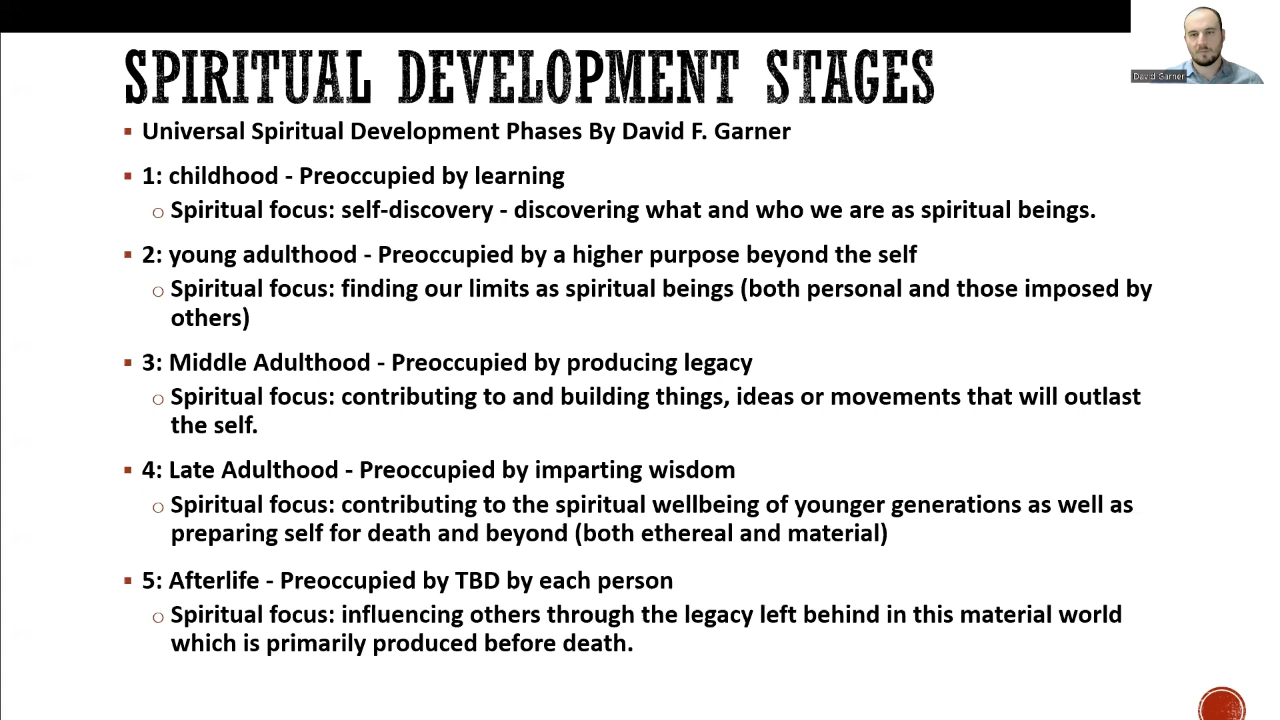 SPIRITUAL DEVELOPMENT STAGES
David Garner
▪ Universal Spiritual Development Phases By David F. Garner
▪ 1: childhood - Preoccupied by learning
○ Spiritual focus: self-discovery - discovering what and who we are as spiritual beings.
▪ 2: young adulthood - Preoccupied by a higher purpose beyond the self
○ Spiritual focus: finding our limits as spiritual beings (both personal and those imposed by
others)
▪ 3: Middle Adulthood - Preoccupied by producing legacy
○ Spiritual focus: contributing to and building things, ideas or movements that will outlast
the self.
▪ 4: Late Adulthood - Preoccupied by imparting wisdom
○ Spiritual focus: contributing to the spiritual wellbeing of younger generations as well as
preparing self for death and beyond (both ethereal and material)
▪ 5: Afterlife - Preoccupied by TBD by each person
○ Spiritual focus: influencing others through the legacy left behind in this material world
which is primarily produced before death.